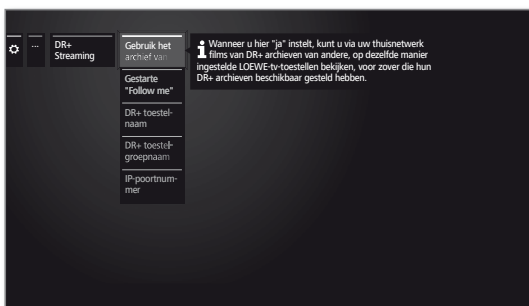 ...
DR+
Streaming
Gebruik het
archief van
Gestarte
"Follow me"
DR+ toestel-
naam
DR+ toestel-
groepnaam
IP-poortnum-
mer
Wanneer u hier "ja" instelt, kunt u via uw thuisnetwerk
films van DR+ archieven van andere, op dezelfde manier
ingestelde LOEWE-tv-toestellen bekijken, voor zover die hun
DR+ archieven beschikbaar gesteld hebben.